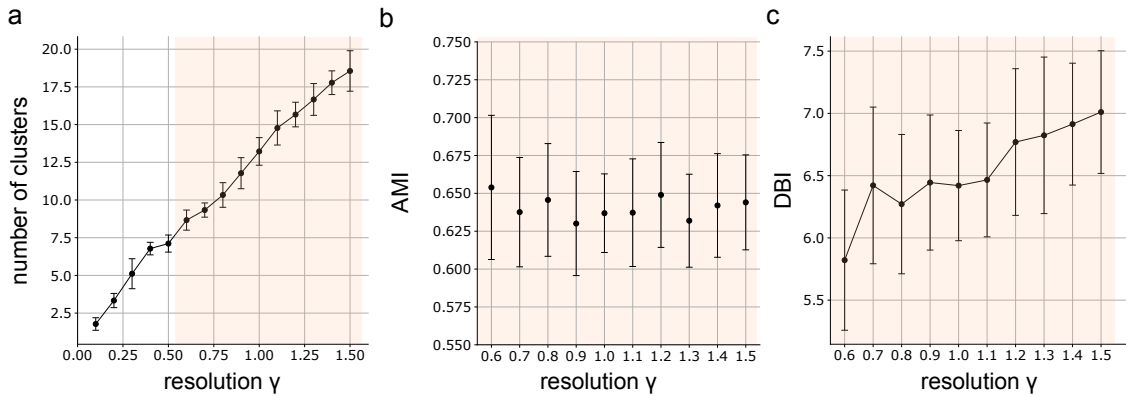 a
number of clusters
20.0
17.5
15.0
12.5
10.0
7.5
5.0
2.5
0.00 0.25 0.50 0.75 1.00 1.25 1.50
resolution γ
b
AMI
0.750
0.725
0.700
0.675
0.650
0.625
0.600
0.575
0.550
0.6 0.7 0.8 0.9 1.0 1.1 1.2 1.3 1.4 1.5
resolution γ
c
DBI
7.5
7.0
6.5
6.0
5.5
0.6 0.7 0.8 0.9 1.0 1.1 1.2 1.3 1.4 1.5
resolution γ